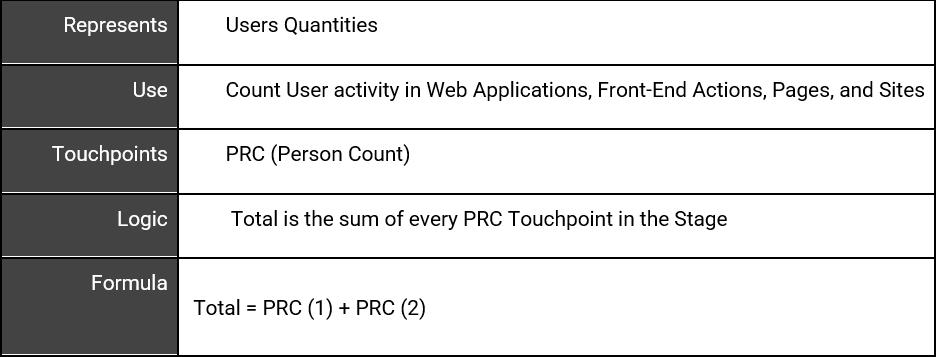 Represents Users Quantities
Use Count User activity in Web Applications, Front-End Actions, Pages, and Sites
Touchpoints PRC (Person Count)
Logic Total is the sum of every PRC Touchpoint in the Stage
Formula
Total = PRC (1) + PRC (2)